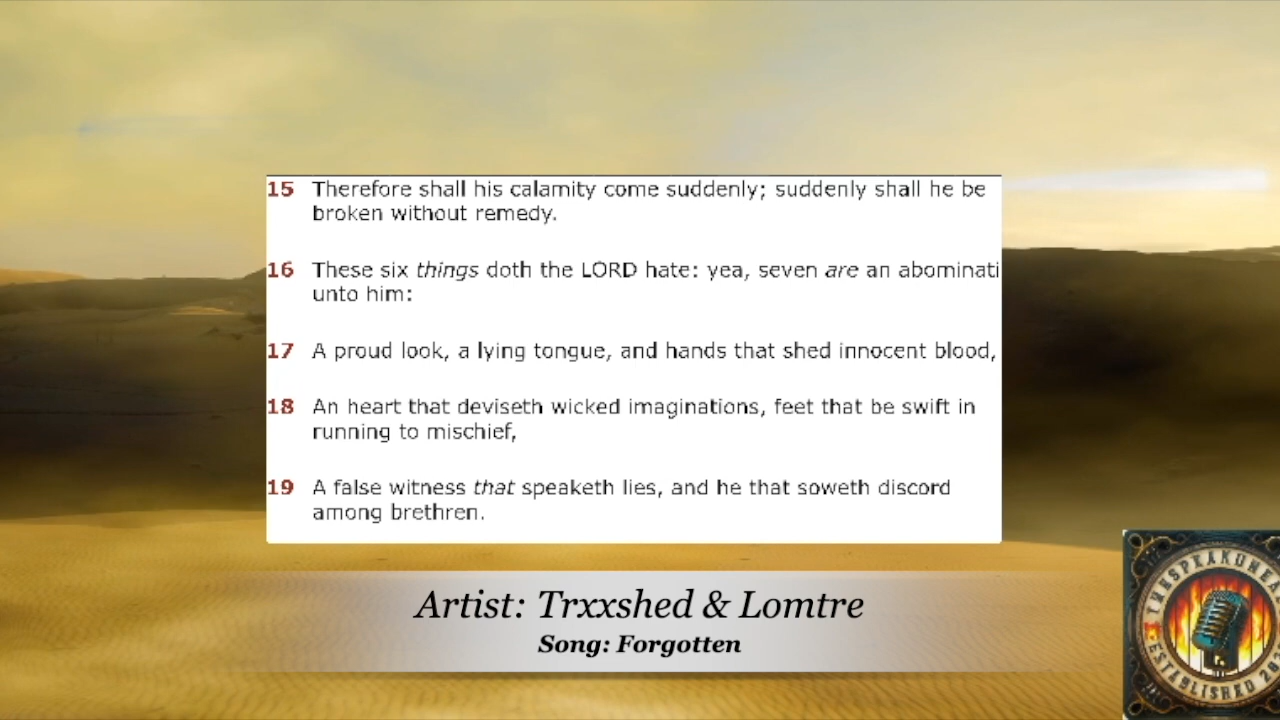 15 Therefore shall his calamity come suddenly; suddenly shall he be
broken without remedy.
16 These six things doth the LORD hate: yea, seven are an abominati
unto him:
17 A proud look, a lying tongue, and hands that shed innocent blood,
18 An heart that deviseth wicked imaginations, feet that be swift in
running to mischief,
19 A false witness that speaketh lies, and he that soweth discord
among brethren.
Artist: Trxxshed & Lomtre
Song: Forgotten
ESTABLISHED